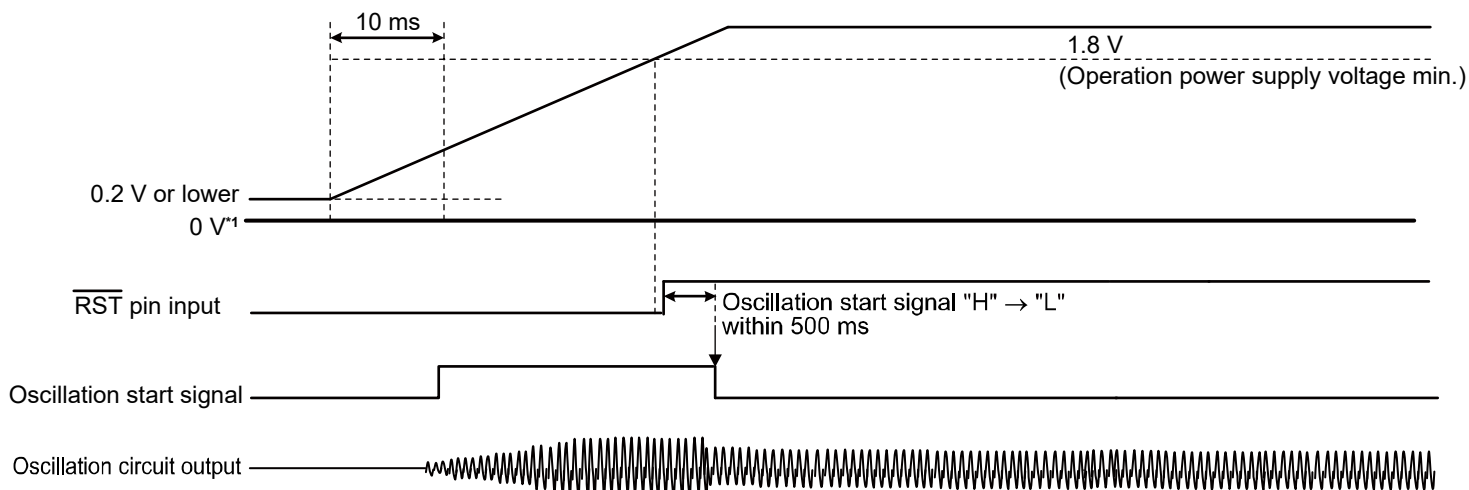 10 ms
1.8 V
(Operation power supply voltage min.)
0.2 V or lower
0 V*1
RST pin input
Oscillation start signal "H" → "L"
within 500 ms
Oscillation start signal
Oscillation circuit output